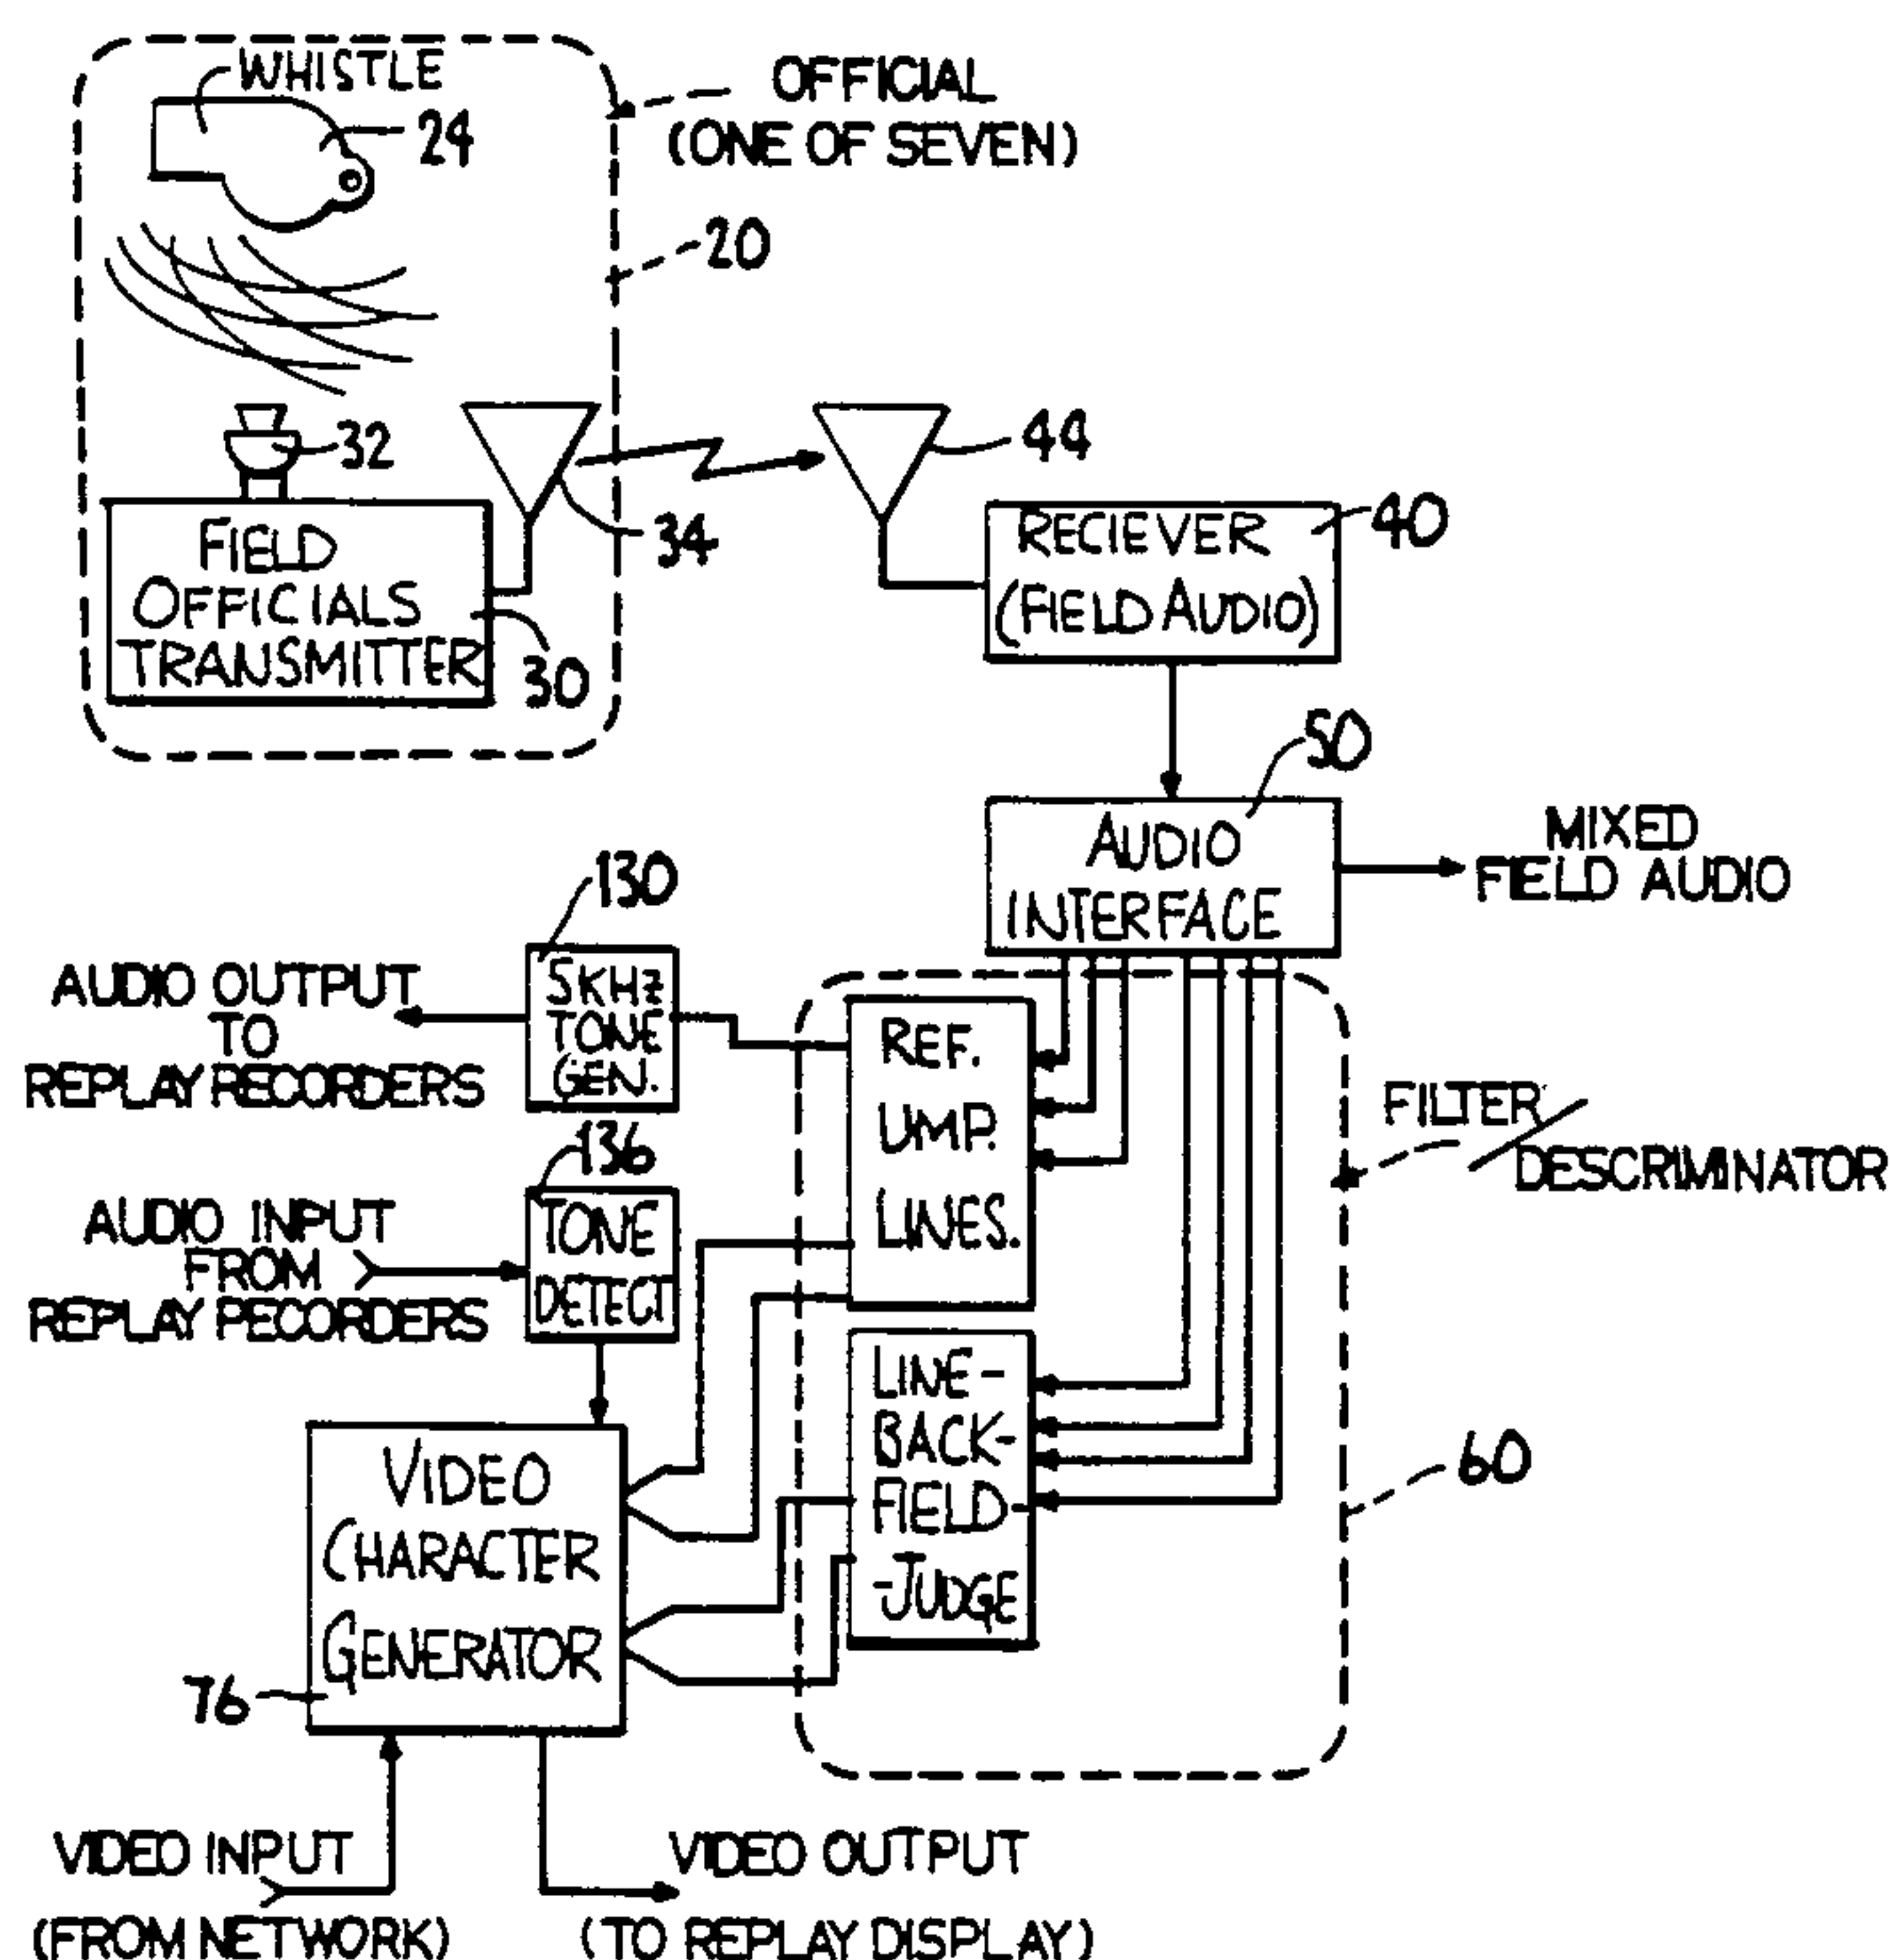 WHISTLE
24
OFFICIAL
(ONE OF SEVEN)
20
32
34
44
FIELD
OFFICIALS
TRANSMITTER
30
RECIEVER
(FIELD AUDIO)
40
50
AUDIO
INTERFACE
MIXED
FIELD AUDIO
130
AUDIO OUTPUT
TO
REPLAY RECORDERS
5KHz
TONE
GEN.
REF.
UMP.
LINES.
FILTER/
DESCRIMINATOR
136
AUDIO INPUT
FROM
REPLAY RECORDERS
TONE
DETECT
LINE-
BACK-
FIELD-
-JUDGE
60
VIDEO
CHARACTER
GENERATOR
76
VIDEO INPUT
(FROM NETWORK)
VIDEO OUTPUT
(TO REPLAY DISPLAY)